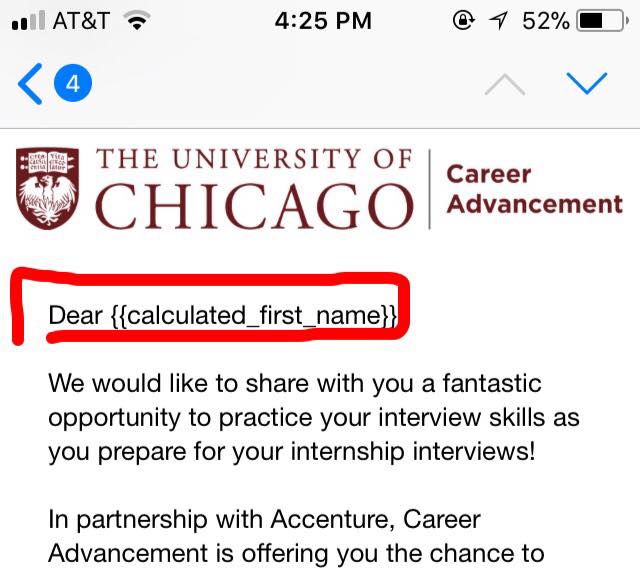 AT&T 4:25 PM 52%
4
THE UNIVERSITY OF
CHICAGO
Career
Advancement
Dear {{calculated_first_name}}
We would like to share with you a fantastic
opportunity to practice your interview skills as
you prepare for your internship interviews!
In partnership with Accenture, Career
Advancement is offering you the chance to